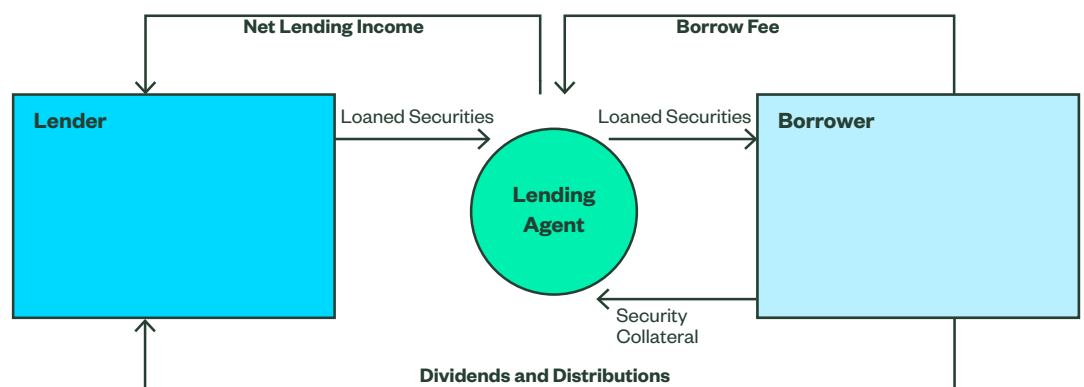 Net Lending Income
Borrow Fee
Lender
Loaned Securities
Loaned Securities
Borrower
Lending
Agent
Security
Collateral
Dividends and Distributions